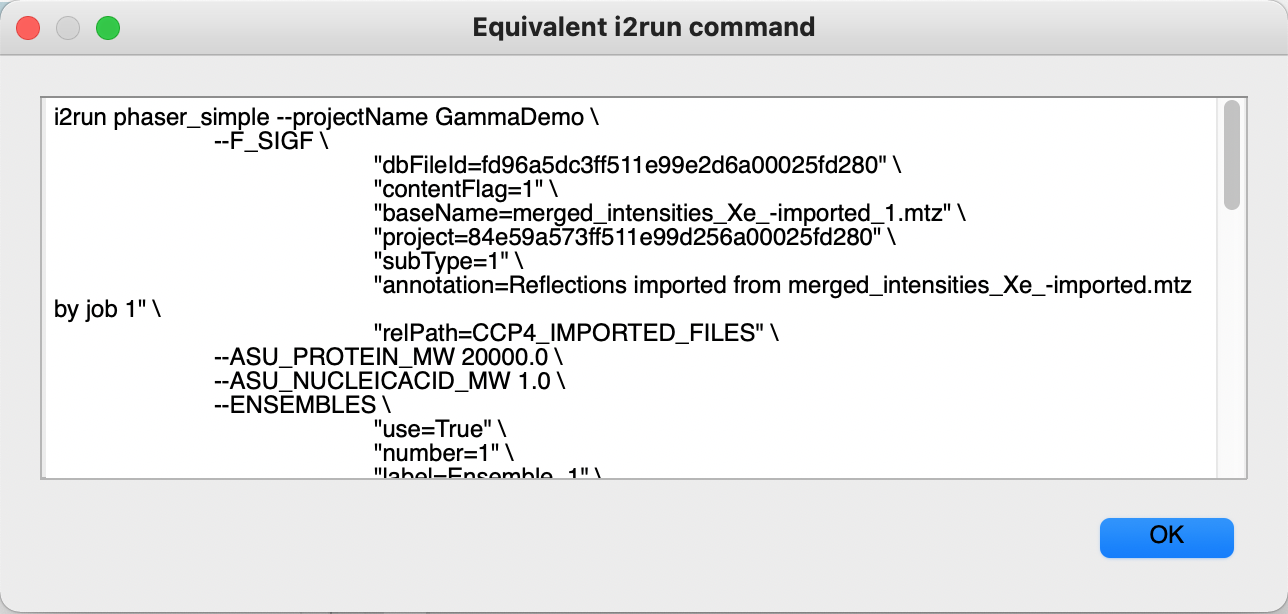 Equivalent i2run command
i2run phaser_simple --projectName GammaDemo \
--F_SIGF \
"dbFileId=fd96a5dc3ff511e99e2d6a00025fd280" \
"contentFlag=1" \
"baseName=merged_intensities_Xe_-imported_1.mtz" \
"project=84e59a573ff511e99d256a00025fd280" \
"subType=1" \
"annotation=Reflections imported from merged_intensities_Xe_-imported.mtz
by job 1" \
"relPath=CCP4_IMPORTED_FILES" \
--ASU_PROTEIN_MW 20000.0 \
--ASU_NUCLEICACID_MW 1.0 \
--ENSEMBLES \
"use=True" \
"number=1" \
"label=Ensemble_1" \
OK